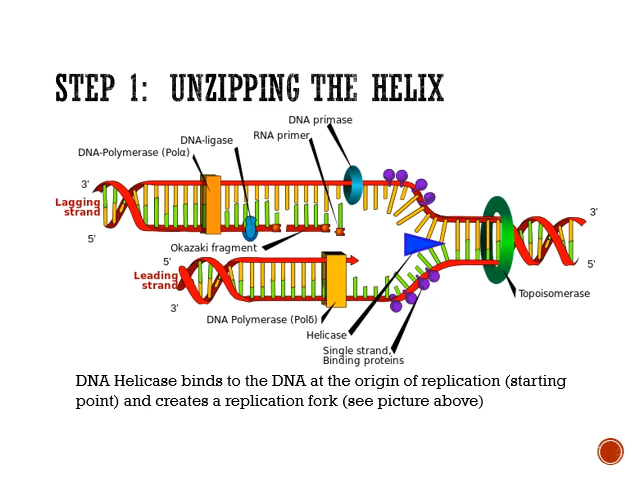 STEP 1: UNZIPPING THE HELIX
DNA primase
RNA primer
DNA-ligase
DNA-Polymerase (Polα)
3'
Lagging
strand
5'
3'
5'
Okazaki fragment
5'
Leading
strand
3'
Topoisomerase
DNA Polymerase (Polδ)
Helicase
Single strand,
Binding proteins
DNA Helicase binds to the DNA at the origin of replication (starting
point) and creates a replication fork (see picture above)